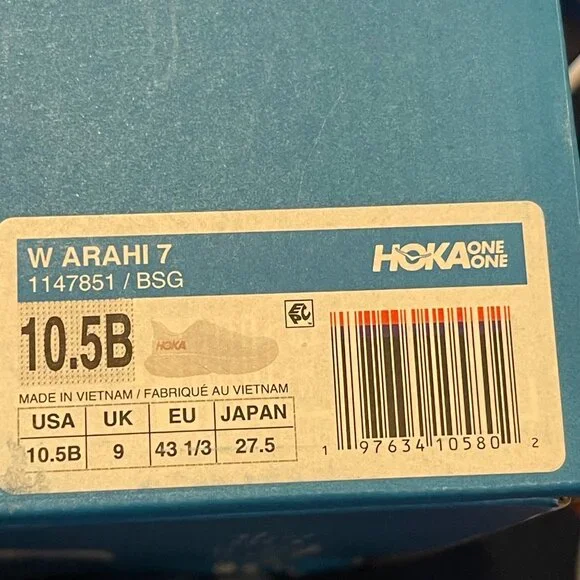 W ARAHI 7
1147851 / BSG
HOKA ONE ONE
10.5B
HOKA
EPC™
MADE IN VIETNAM / FABRIQUÉ AU VIETNAM
USA UK EU JAPAN
10.5B 9 43 1/3 27.5
1 97634 10580 2